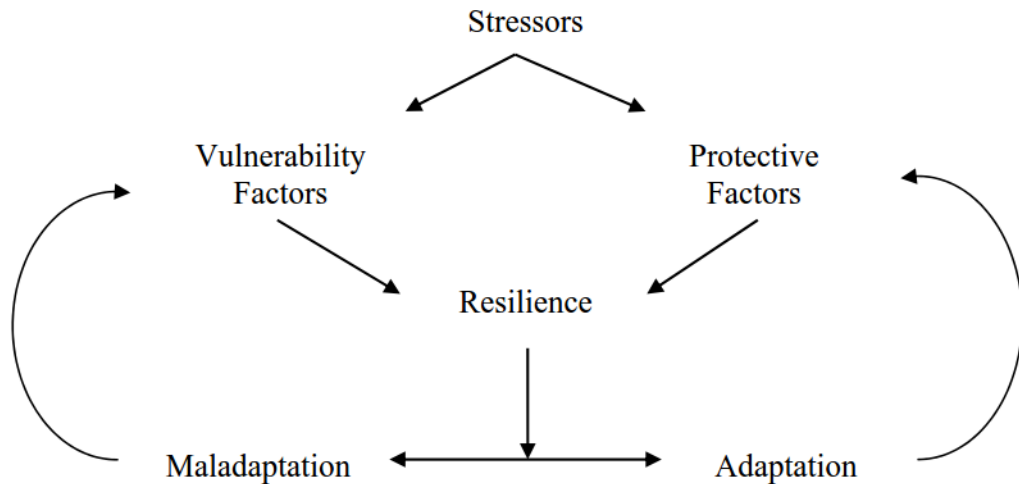 Stressors
Vulnerability
Factors
Protective
Factors
Resilience
Maladaptation
Adaptation